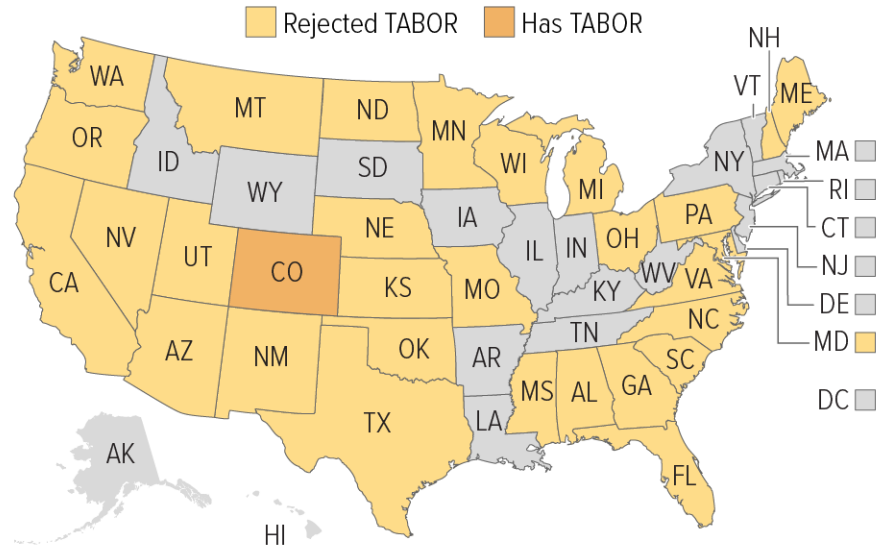 Rejected TABOR Has TABOR
NH
WA
VT
ME
MT
ND
MN
OR
MA
ID
WI
NY
SD
MI
RI
WY
IA
PA
CT
NE
NV
OH
UT
IL
IN
NJ
CO
WV
CA
VA
KS
MO
KY
DE
NC
TN
MD
AZ
OK
NM
AR
SC
MS
AL
GA
DC
TX
LA
AK
FL
HI